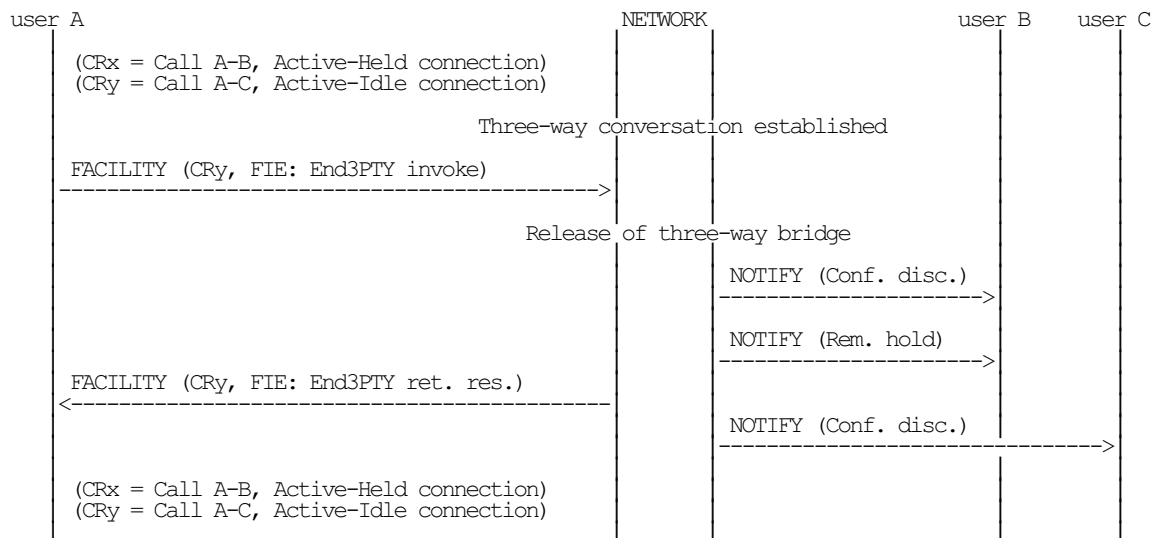 user A NETWORK user B user C
(CRx = Call A-B, Active-Held connection)
(CRy = Call A-C, Active-Idle connection)
Three-way conversation established
FACILITY (CRy, FIE: End3PTY invoke)
Release of three-way bridge
NOTIFY (Conf. disc.)
NOTIFY (Rem. hold)
FACILITY (CRy, FIE: End3PTY ret. res.)
NOTIFY (Conf. disc.)
(CRx = Call A-B, Active-Held connection)
(CRy = Call A-C, Active-Idle connection)